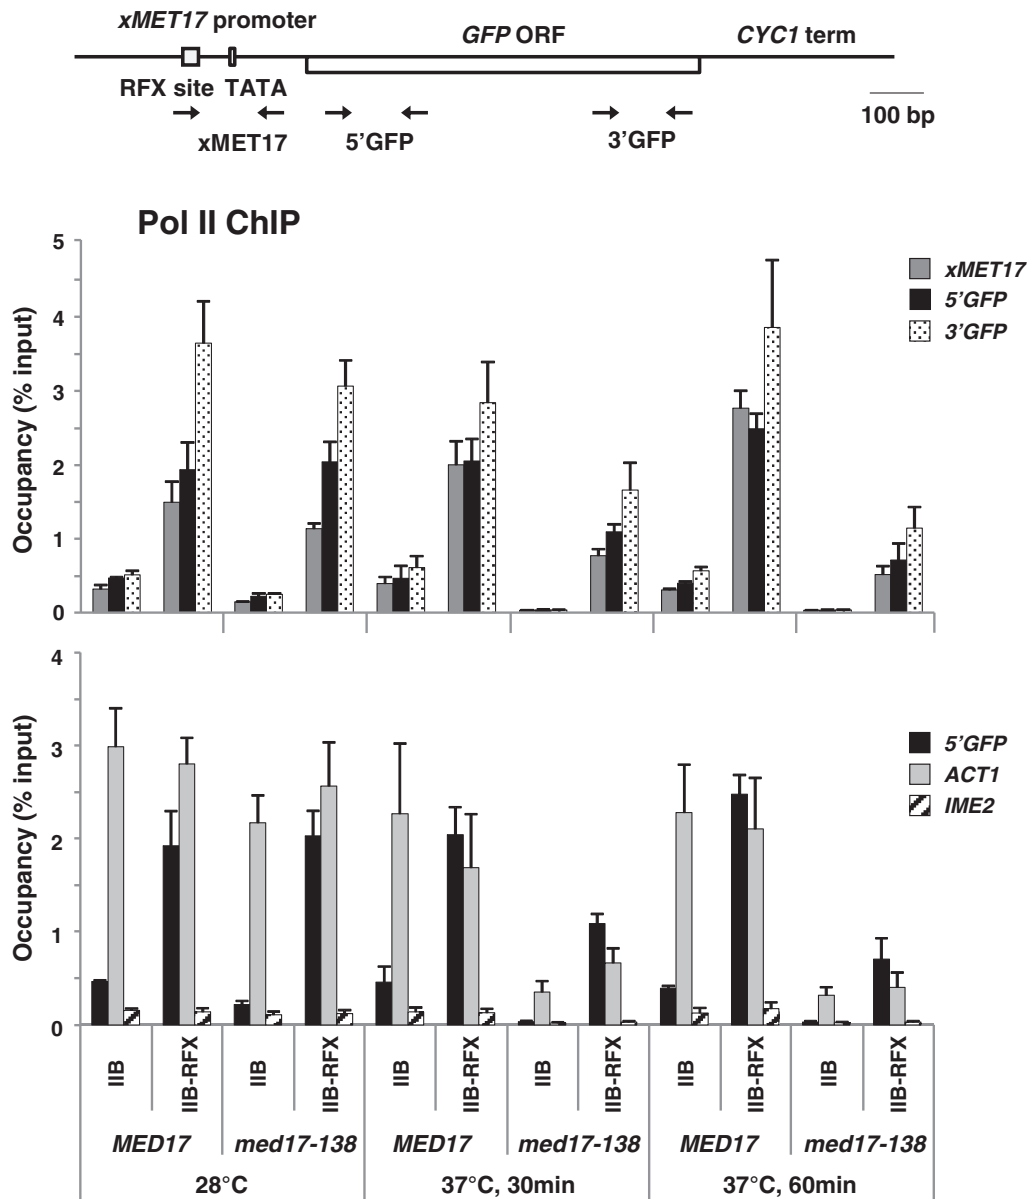 xMET17 promoter
GFP ORF
CYC1 term
RFX site TATA
100 bp
xMET17
5'GFP
3'GFP
Pol II ChIP
Occupancy (% input)
5
4
3
2
1
0
xMET17
5'GFP
3'GFP
Occupancy (% input)
4
3
2
1
0
5'GFP
ACT1
IME2
IIB IIB-RFX IIB IIB-RFX IIB IIB-RFX IIB IIB-RFX IIB IIB-RFX IIB IIB-RFX
MED17 med17-138 MED17 med17-138 MED17 med17-138
28°C 37°C, 30min 37°C, 60min